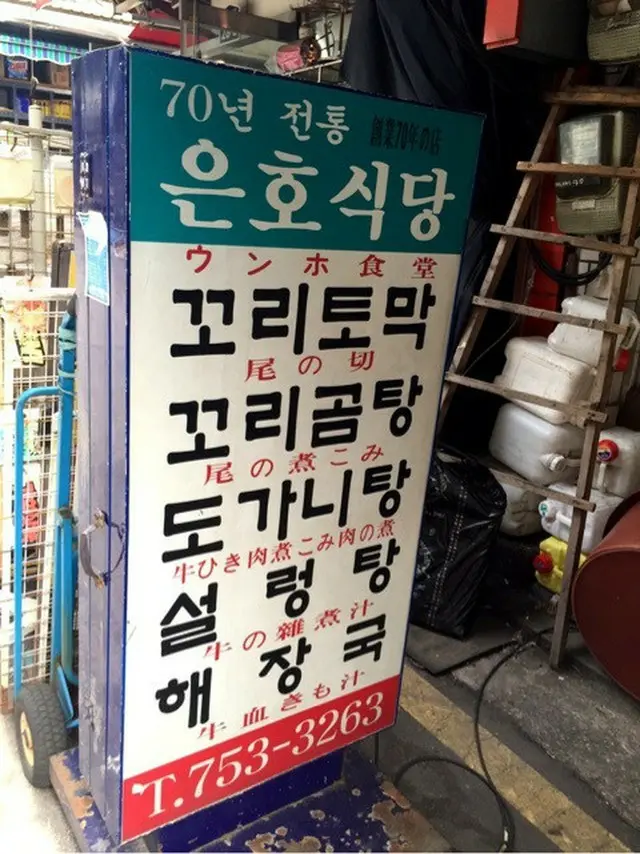 70년 전통 創業70年の店
은호식당
ウンホ食堂
꼬리토막
尾の切
꼬리곰탕
尾の煮こみ
도가니탕
牛ひき肉煮こみ肉の煮
설렁탕
牛の雜煮汁
해장국
牛血きも汁
T.753-3263